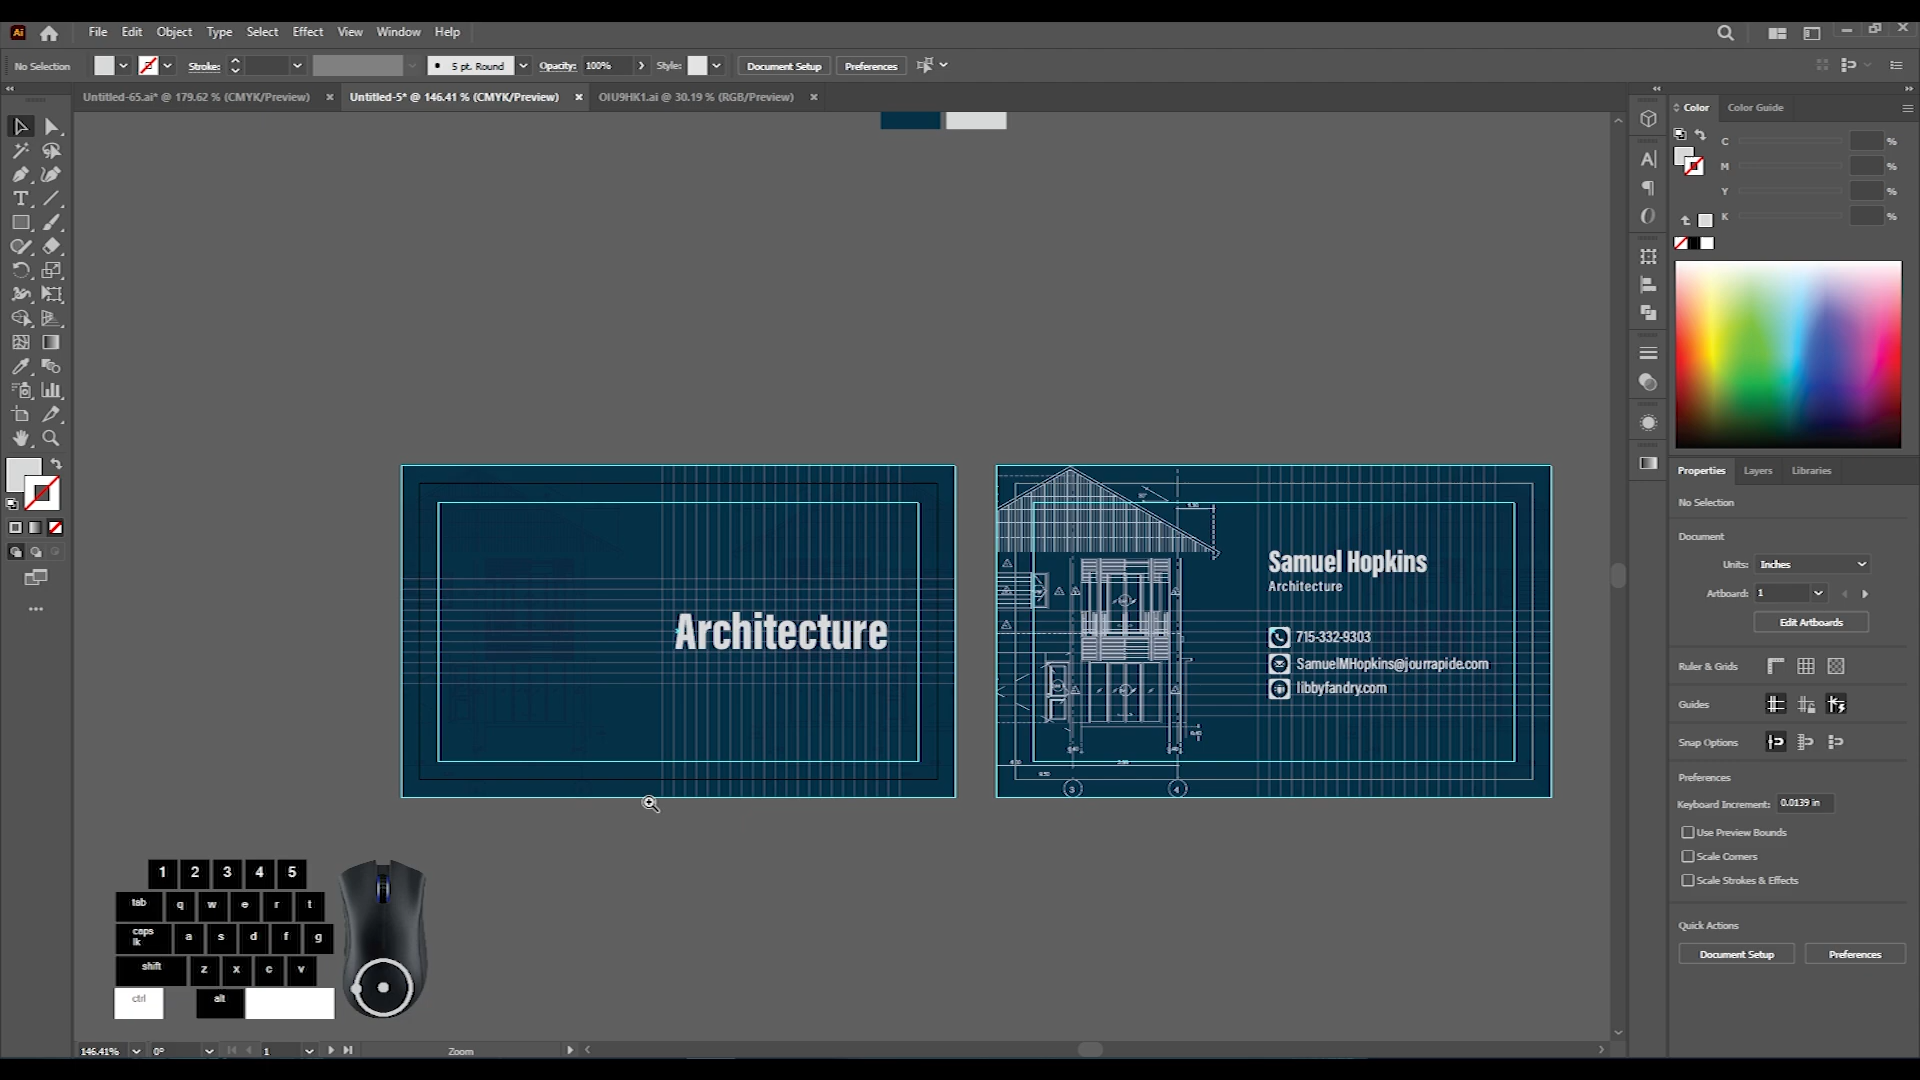 Ai File Edit Object Type Select Effect View Window Help
No Selection Stroke: 5 pt. Round Opacity: 100% Style: Document Setup Preferences
Untitled-65.ai* @ 179.62 % (CMYK/Preview) Untitled-5* @ 146.41 % (CMYK/Preview) OIU9HK1.ai @ 30.19 % (RGB/Preview)
Color Color Guide
C %
M %
Y %
K %
Properties Layers Libraries
No Selection
Document
Units: Inches
Artboard: 1
Edit Artboards
Ruler & Grids
Guides
Snap Options
Preferences
Keyboard Increment: 0.0139 in
Use Preview Bounds
Scale Corners
Scale Strokes & Effects
Quick Actions
Document Setup Preferences
Architecture
Samuel Hopkins
Architecture
715-332-9303
SamuelMHopkins@jourrapide.com
libbyfandry.com
3 4
1 2 3 4 5
tab q w e r t
caps lk a s d f g
shift z x c v
ctrl alt
146.41% 0° 1 Zoom